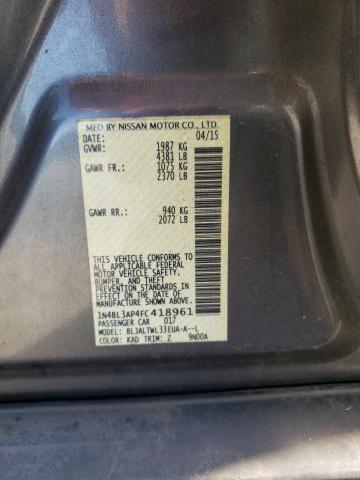 MFD BY NISSAN MOTOR CO., LTD.
DATE: 04/15
GVWR: 1987 KG
4381 LB
GAWR FR.: 1075 KG
2370 LB
GAWR RR.: 940 KG
2072 LB
THIS VEHICLE CONFORMS TO
ALL APPLICABLE FEDERAL
MOTOR VEHICLE SAFETY,
BUMPER, AND THEFT
PREVENTION STANDARDS
IN EFFECT ON THE DATE OF
MANUFACTURE SHOWN ABOVE.
1N4BL3AP4FC418961
PASSENGER CAR 017
MODEL: BLJALTWL33EUA-A--L
COLOR: KAD TRIM: Z 9N00A